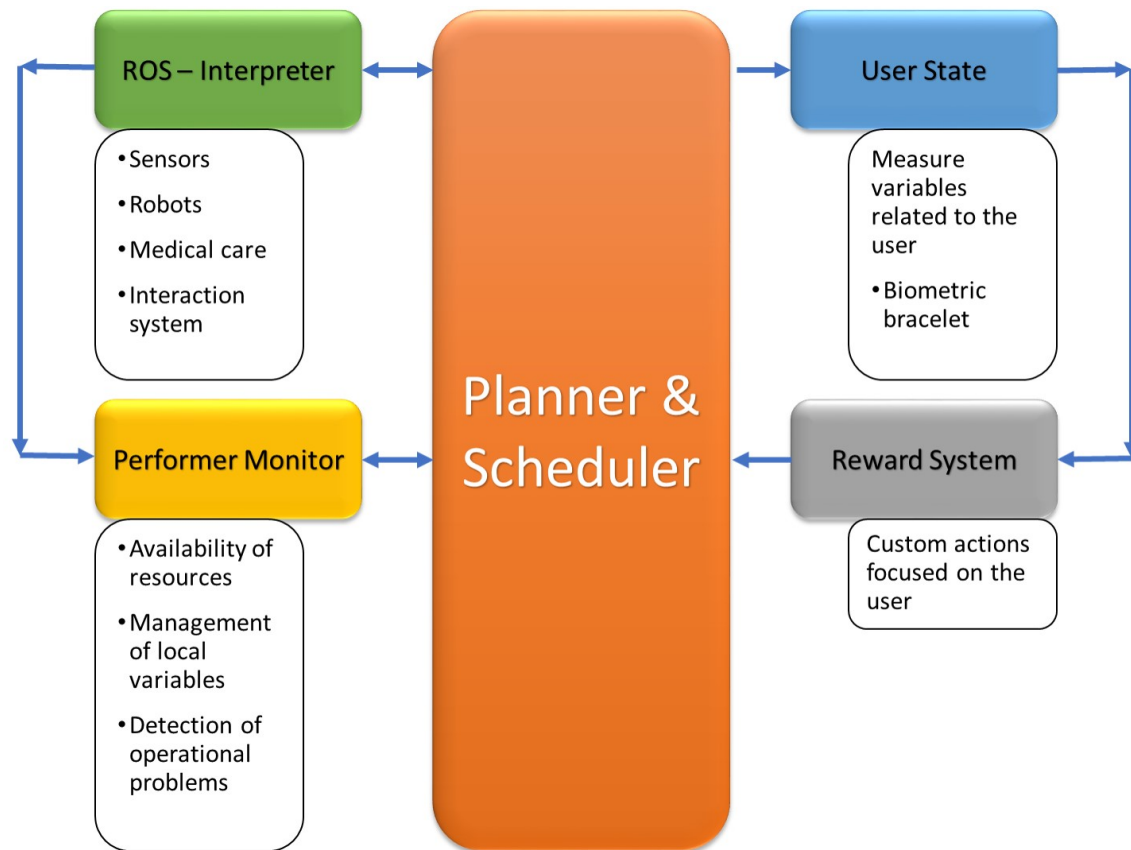 ROS – Interpreter
•Sensors
•Robots
•Medical care
•Interaction
system
Performer Monitor
•Availability of
resources
•Management
of local
variables
•Detection of
operational
problems
Planner &
Scheduler
User State
Measure
variables
related to the
user
•Biometric
bracelet
Reward System
Custom actions
focused on the
user